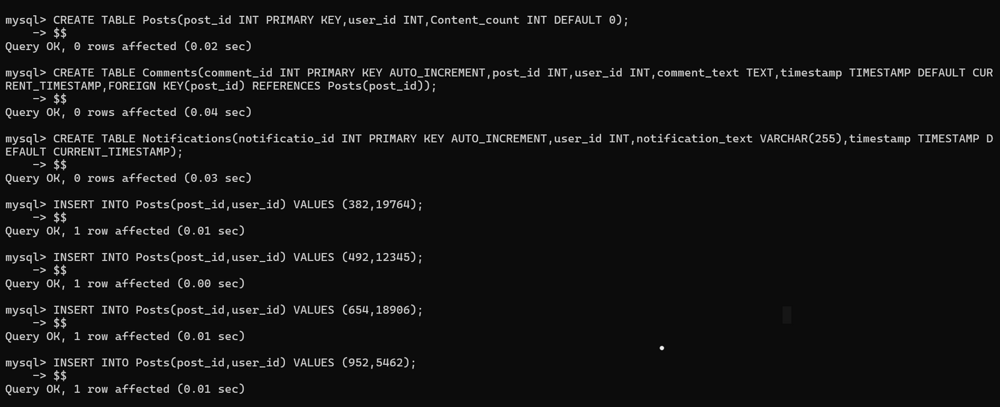 mysql> CREATE TABLE Posts(post_id INT PRIMARY KEY,user_id INT,Content_count INT DEFAULT 0);
    -> $$
Query OK, 0 rows affected (0.02 sec)
mysql> CREATE TABLE Comments(comment_id INT PRIMARY KEY AUTO_INCREMENT,post_id INT,user_id INT,comment_text TEXT,timestamp TIMESTAMP DEFAULT CUR
RENT_TIMESTAMP,FOREIGN KEY(post_id) REFERENCES Posts(post_id));
    -> $$
Query OK, 0 rows affected (0.04 sec)
mysql> CREATE TABLE Notifications(notificatio_id INT PRIMARY KEY AUTO_INCREMENT,user_id INT,notification_text VARCHAR(255),timestamp TIMESTAMP D
EFAULT CURRENT_TIMESTAMP);
    -> $$
Query OK, 0 rows affected (0.03 sec)
mysql> INSERT INTO Posts(post_id,user_id) VALUES (382,19764);
    -> $$
Query OK, 1 row affected (0.01 sec)
mysql> INSERT INTO Posts(post_id,user_id) VALUES (492,12345);
    -> $$
Query OK, 1 row affected (0.00 sec)
mysql> INSERT INTO Posts(post_id,user_id) VALUES (654,18906);
    -> $$
Query OK, 1 row affected (0.01 sec)
mysql> INSERT INTO Posts(post_id,user_id) VALUES (952,5462);
    -> $$
Query OK, 1 row affected (0.01 sec)